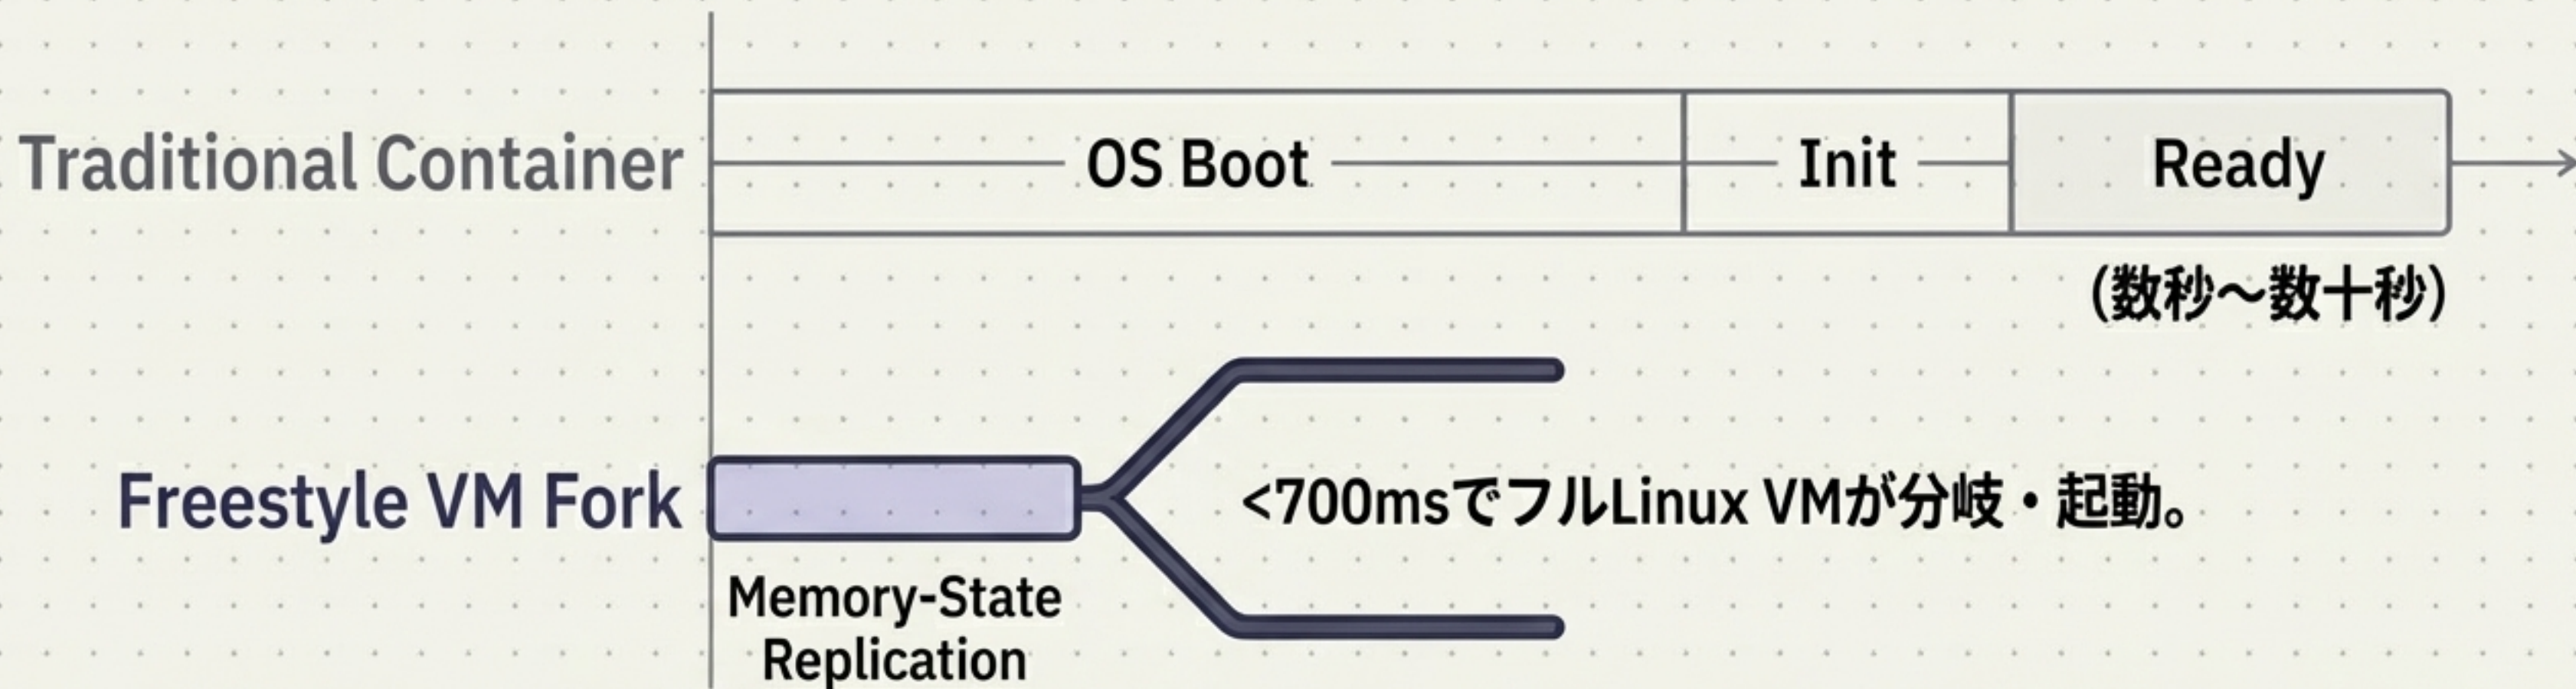 Traditional Container
OS Boot
Init
Ready
(数秒〜数十秒)
Freestyle VM Fork
<700msでフルLinux VMが分岐・起動。
Memory-State
Replication